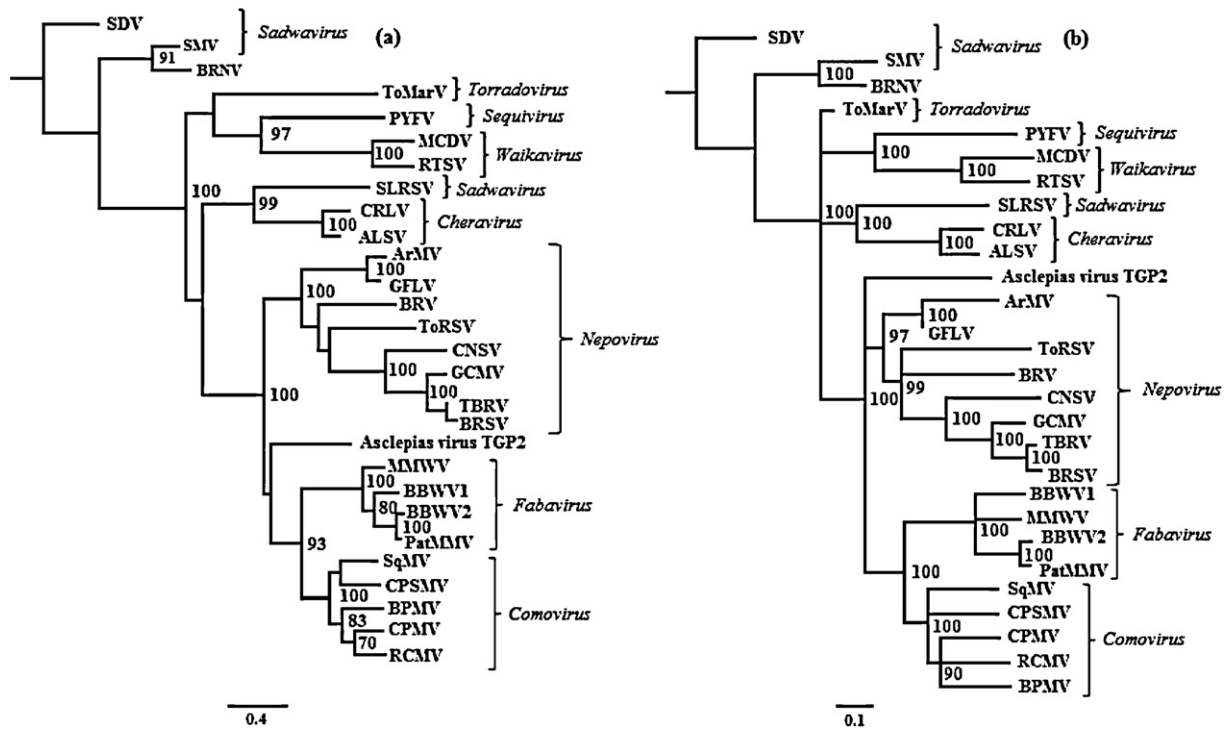 (a)
SDV
Sadwavirus
SMV
91
BRNV
ToMarV
Torradovirus
PYFV
Sequivirus
97
MCDV
100
Waikavirus
RTSV
100
SLRSV
Sadwavirus
99
CRLV
100
Cheravirus
ALSV
ArMV
100
GFLV
100
BRV
ToRSV
Nepovirus
CNSV
100
GCMV
100
TBRV
BRSV
100
Asclepias virus TGP2
MMWV
100
BBWV1
80
BBWV2
Fabavirus
100
PatMMV
93
SqMV
CPSMV
100
BPMV
Comovirus
83
CPMV
70
RCMV
0.4
(b)
SDV
Sadwavirus
SMV
100
BRNV
ToMarV
Torradovirus
PYFV
Sequivirus
100
MCDV
100
Waikavirus
RTSV
100
SLRSV
Sadwavirus
100
CRLV
100
Cheravirus
ALSV
Asclepias virus TGP2
ArMV
100
GFLV
97
ToRSV
BRV
99
100
Nepovirus
CNSV
100
GCMV
100
TBRV
100
BRSV
BBWV1
MMWV
100
Fabavirus
BBWV2
100
PatMMV
100
SqMV
CPSMV
100
CPMV
Comovirus
RCMV
90
BPMV
0.1